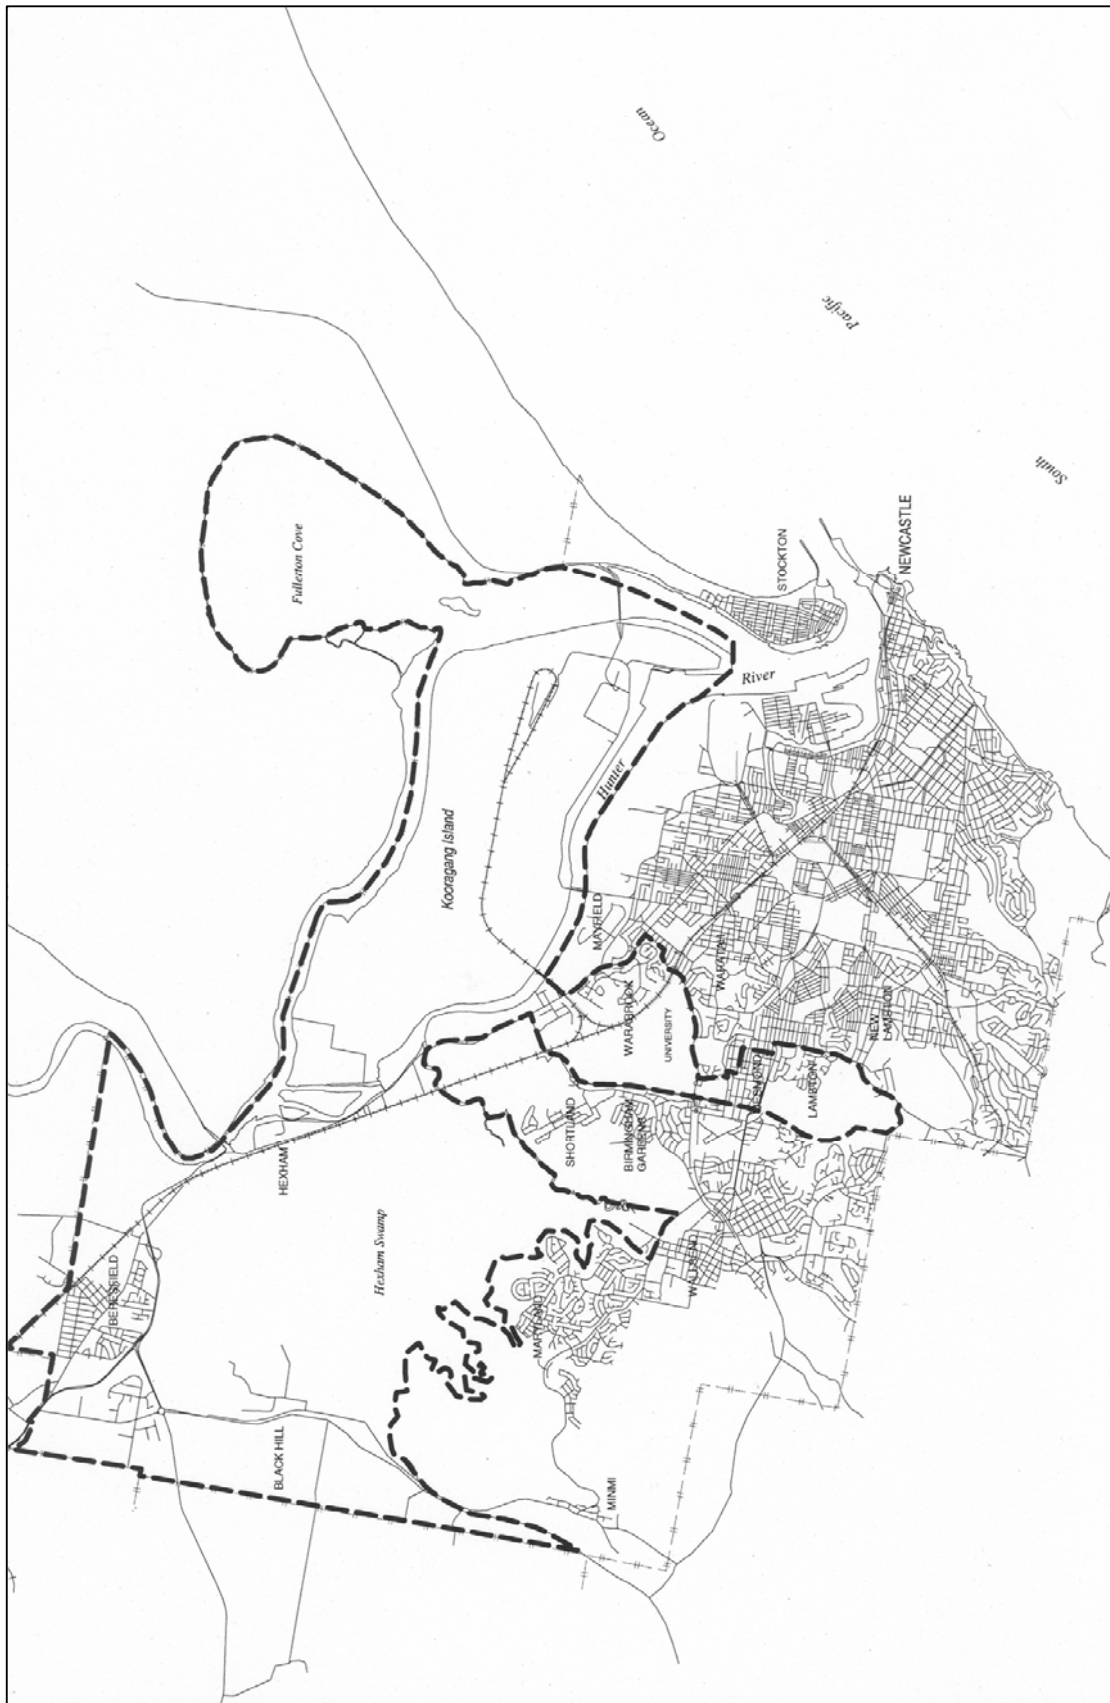 BERESFIELD
BLACK HILL
HEXHAM
Fullerton Cove
Hexham Swamp
Kooragang Island
MARYLAND
SHORTLAND
MAYFIELD
MINMI
Hunter
BIRMINGHAM
GARDENS
WARABROOK
UNIVERSITY
WALLSEND
WARATAH
JESMOND
River
STOCKTON
LAMBTON
NEW
LAMBTON
NEWCASTLE
South
Pacific
Ocean